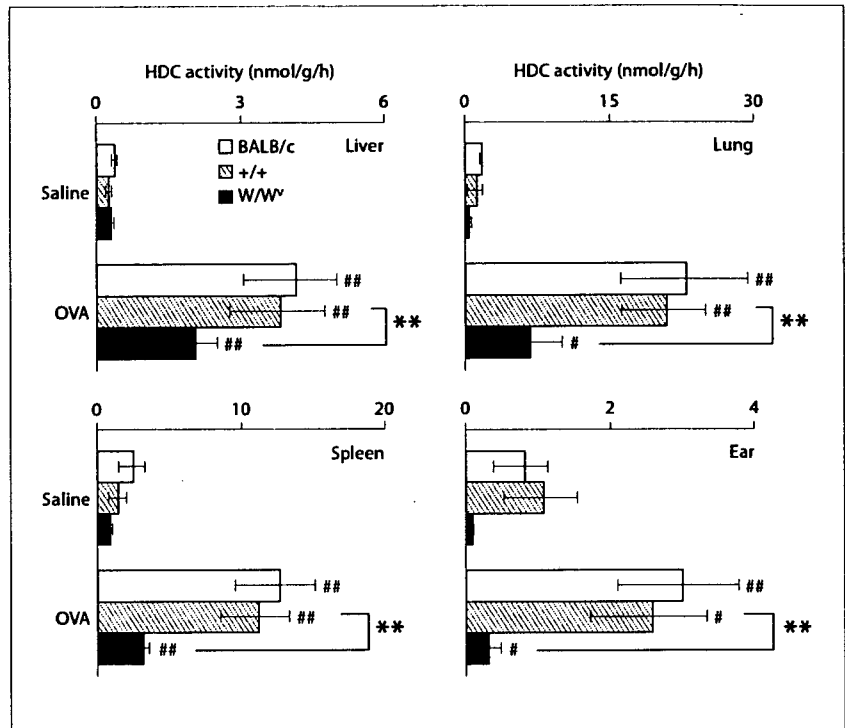 HDC activity (nmol/g/h)
0 3 6
Liver
BALB/c
+/+
W/Wᵛ
Saline
OVA
##
##
##
**
HDC activity (nmol/g/h)
0 15 30
Lung
##
##
#
**
0 10 20
Spleen
Saline
OVA
##
##
##
**
0 2 4
Ear
##
#
#
**